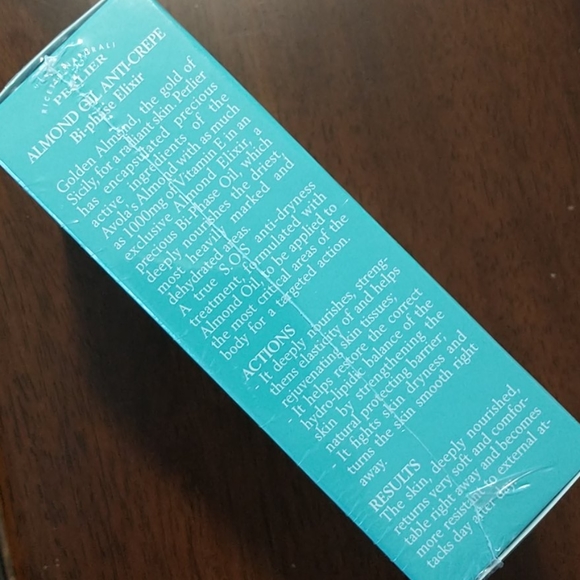 RICETTE NATURALI
PERLIER
ALMOND OIL ANTI-CREPE
Bi-phase Elixir
Golden Almond, the gold of
Sicily, for a radiant skin Perlier
has encapsulated precious
active ingredients of the
Avola's Almond with as much
as 1000mg of Vitamin E in an
exclusive Almond Elixir, a
precious Bi-Phase Oil, which
deeply nourishes the driest,
most heavily marked and
dehydrated areas.
A true S.O.S anti-dryness
treatment, formulated with
Almond Oil, to be applied to
the most critical areas of the
body for a targeted action.
ACTIONS
- It deeply nourishes, streng-
thens elasticity of and helps
rejuvenating skin tissues,
- It helps restore the correct
hydro-lipidic balance of the
skin by strengthening the
natural protecting barrier,
- It fights skin dryness and
turns the skin smooth right
away.
RESULTS
The skin, deeply nourished,
returns very soft and comfor-
table right away and becomes
more resistant to external at-
tacks day after day.